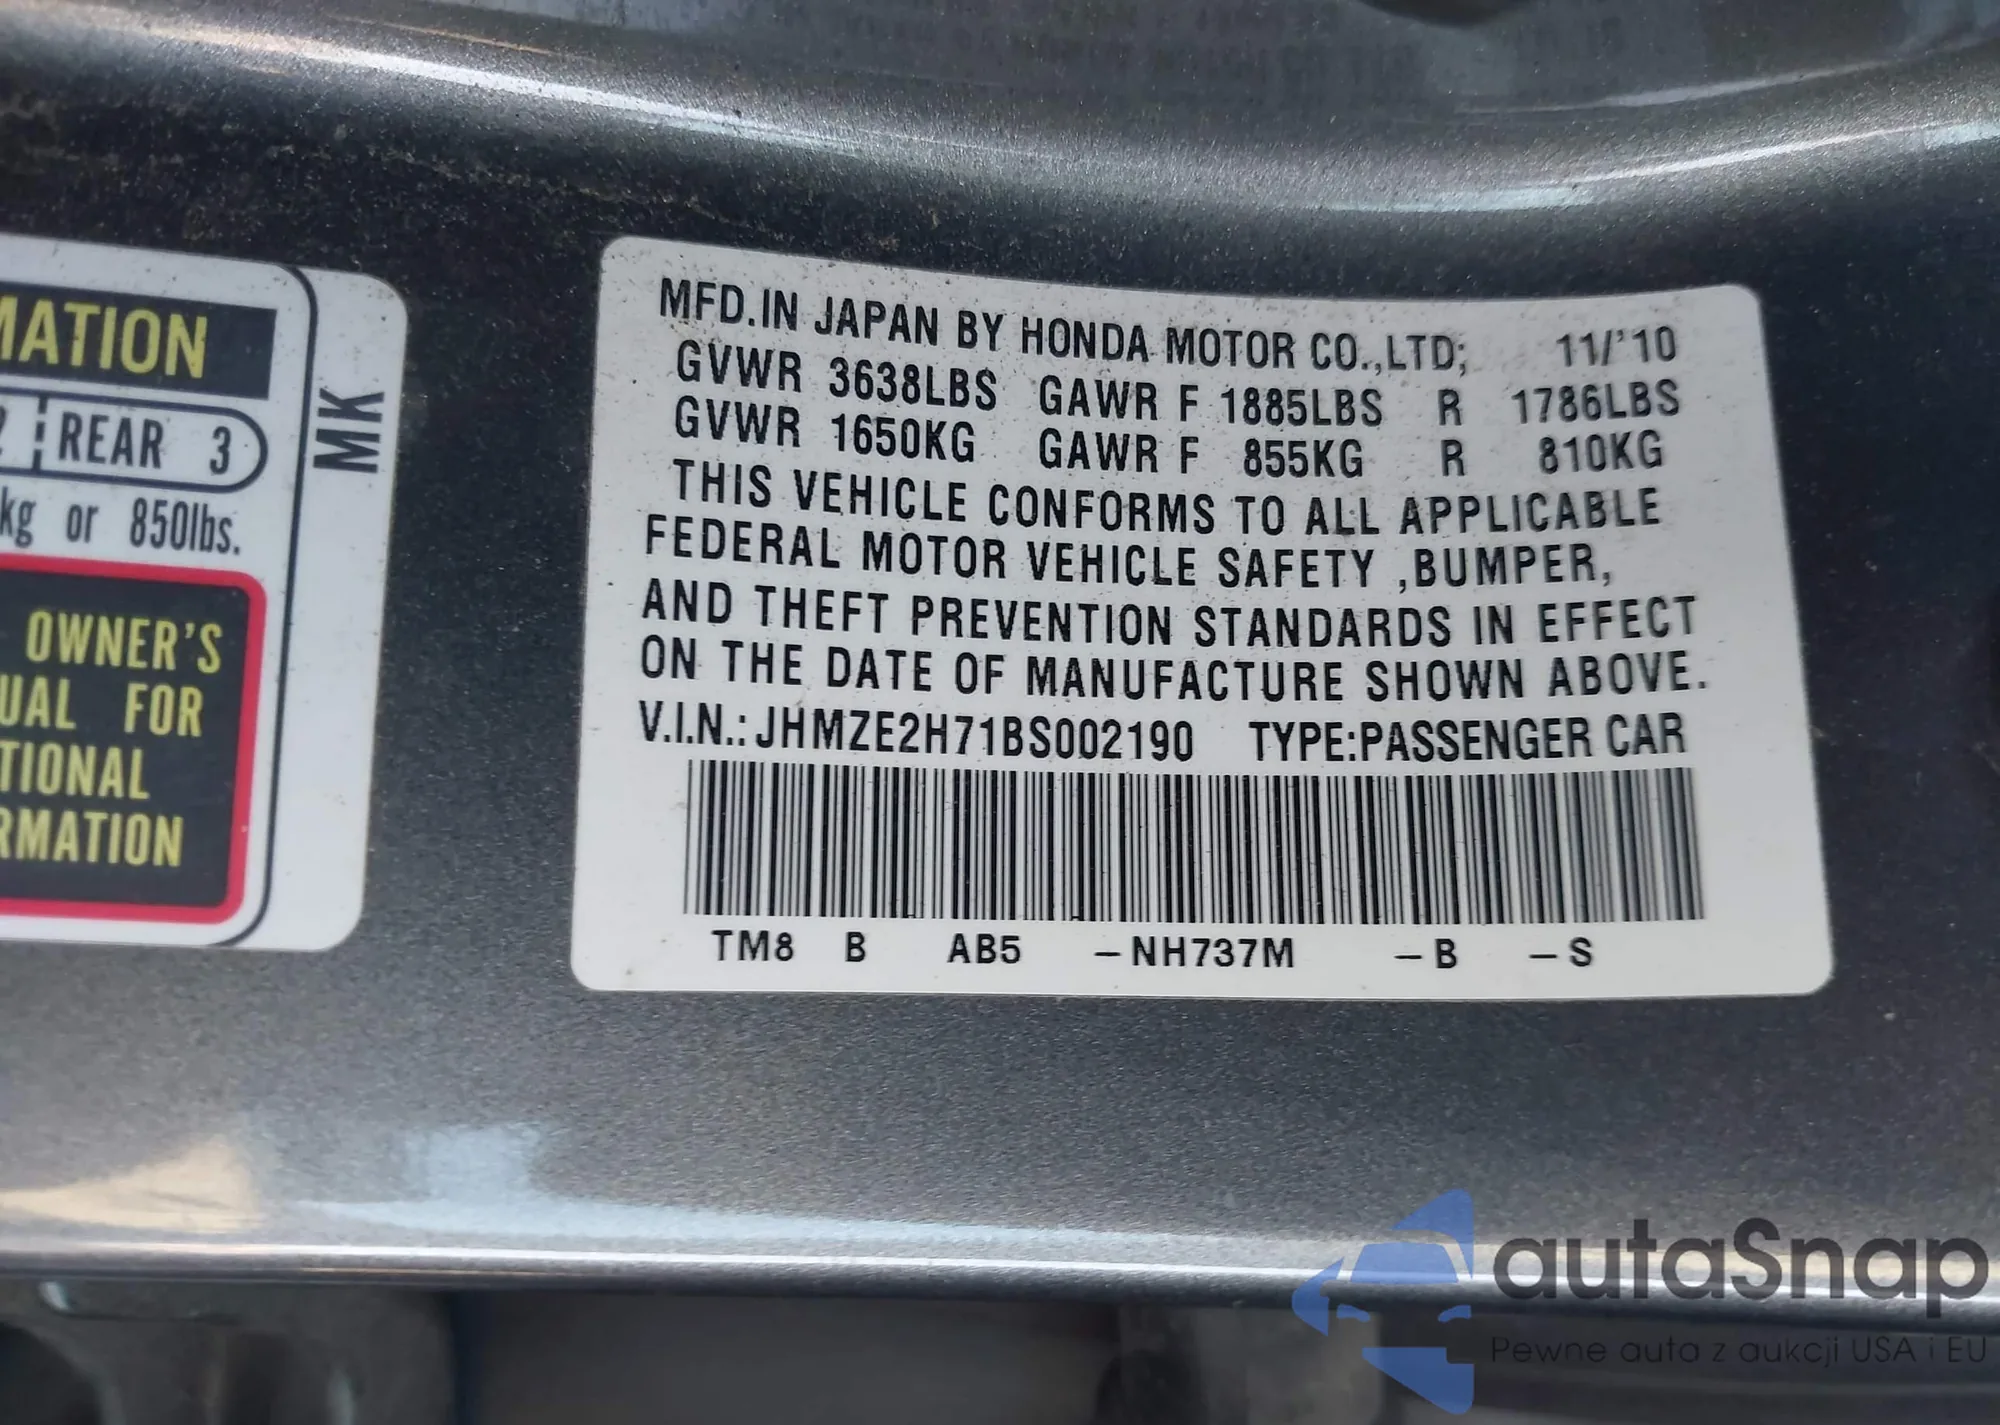 MATION
REAR 3
kg or 850lbs.
OWNER'S
UAL FOR
TIONAL
RMATION
MK
MFD.IN JAPAN BY HONDA MOTOR CO.,LTD; 11/'10
GVWR 3638LBS GAWR F 1885LBS R 1786LBS
GVWR 1650KG GAWR F 855KG R 810KG
THIS VEHICLE CONFORMS TO ALL APPLICABLE
FEDERAL MOTOR VEHICLE SAFETY ,BUMPER,
AND THEFT PREVENTION STANDARDS IN EFFECT
ON THE DATE OF MANUFACTURE SHOWN ABOVE.
V.I.N.: JHMZE2H71BS002190 TYPE:PASSENGER CAR
TM8 B AB5 -NH737M -B -S
autaSnap
Pewne auta z aukcji USA i EU